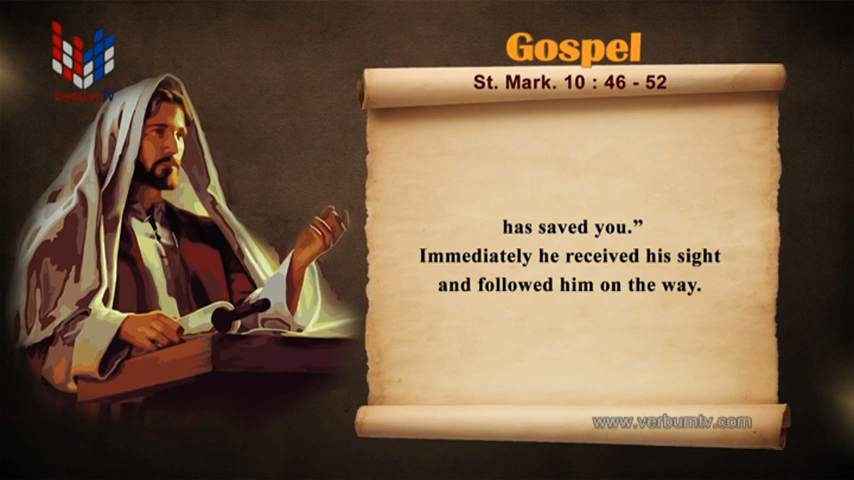 VerbumTV
Gospel
St. Mark. 10 : 46 - 52
has saved you.”
Immediately he received his sight
and followed him on the way.
www.verbumtv.com